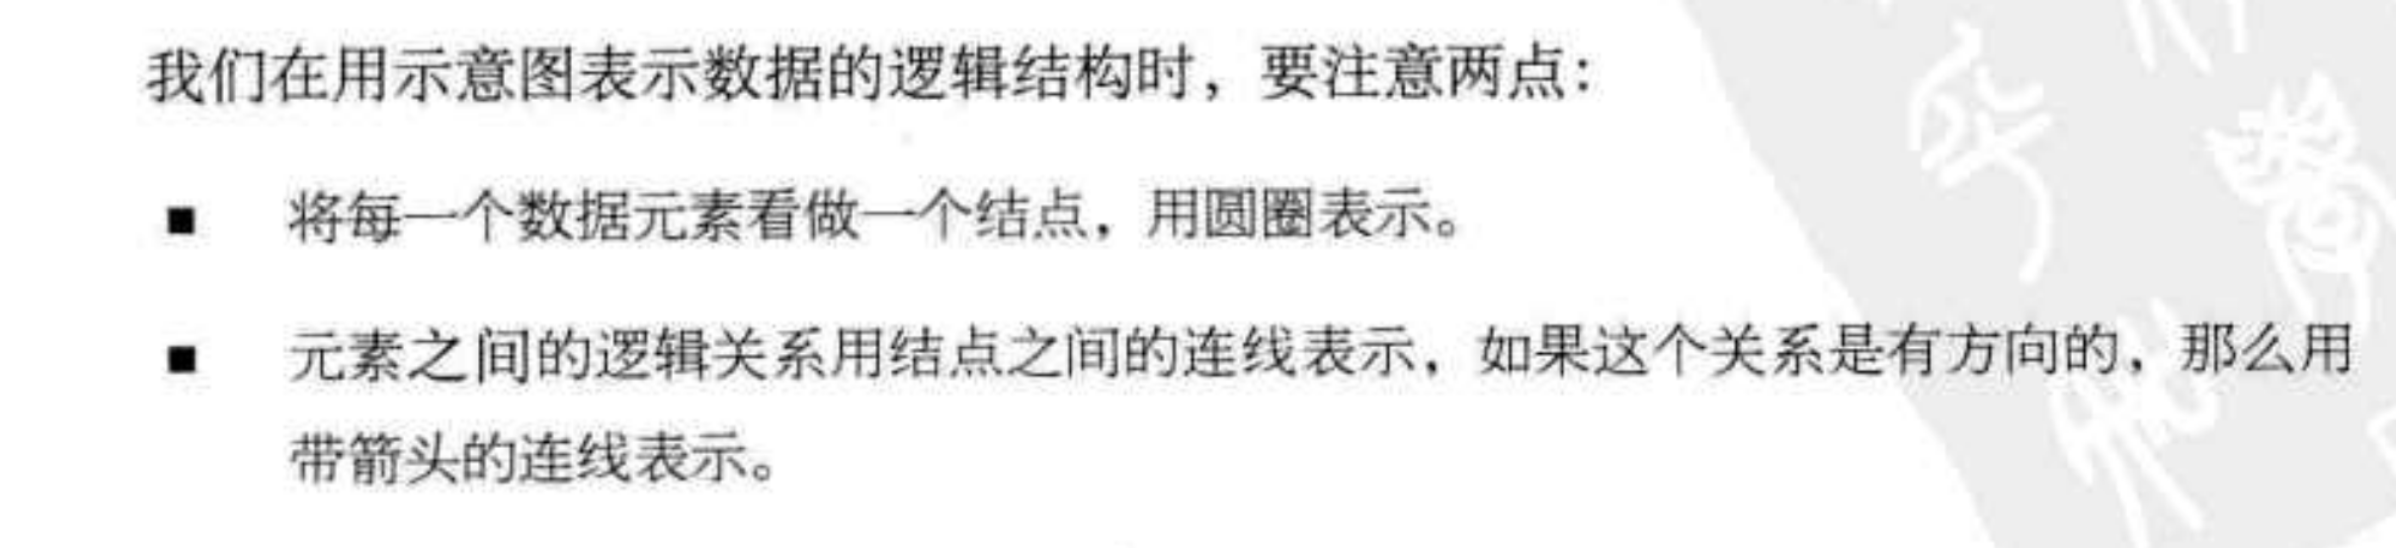 我们在用示意图表示数据的逻辑结构时，要注意两点：
■ 将每一个数据元素看做一个结点，用圆圈表示。
■ 元素之间的逻辑关系用结点之间的连线表示，如果这个关系是有方向的，那么用
带箭头的连线表示。